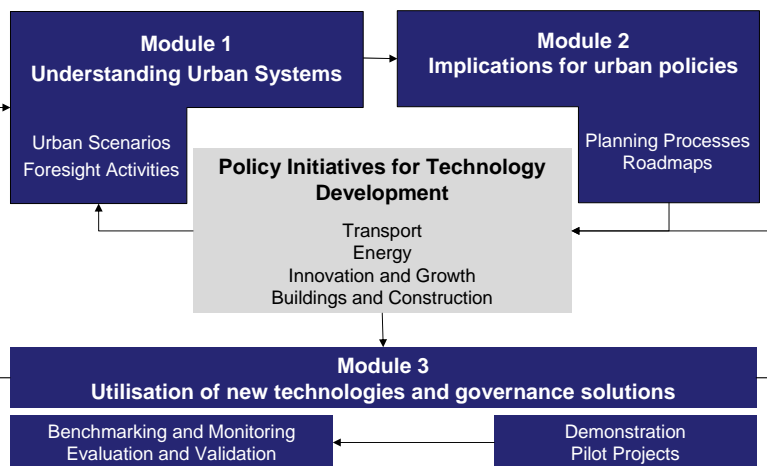 Module 1
Understanding Urban Systems
Urban Scenarios
Foresight Activities
Module 2
Implications for urban policies
Planning Processes
Roadmaps
Policy Initiatives for Technology
Development
Transport
Energy
Innovation and Growth
Buildings and Construction
Module 3
Utilisation of new technologies and governance solutions
Benchmarking and Monitoring
Evaluation and Validation
Demonstration
Pilot Projects